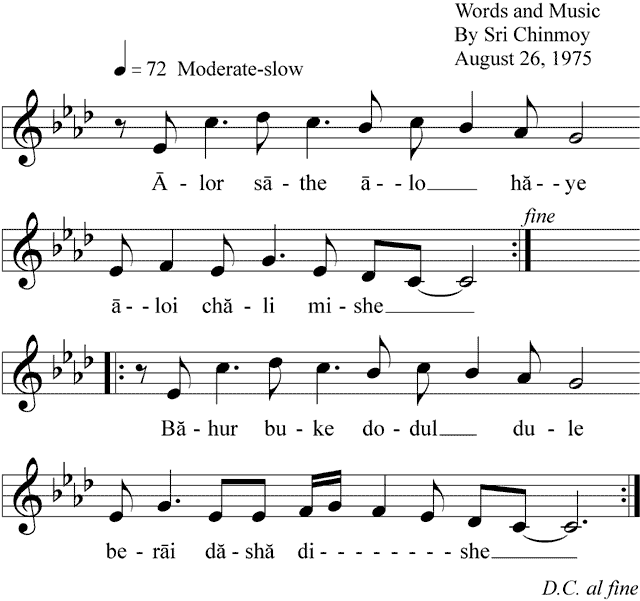 Words and Music
By Sri Chinmoy
August 26, 1975
= 72 Moderate-slow
Ā - lor sā - the ā - lo hă - - ye
fine
ā - - loi chă - li mi - she
Bă - hur bu - ke do - dul du - le
be - rāi dă - shă di - - - - - - - - she
D.C. al fine